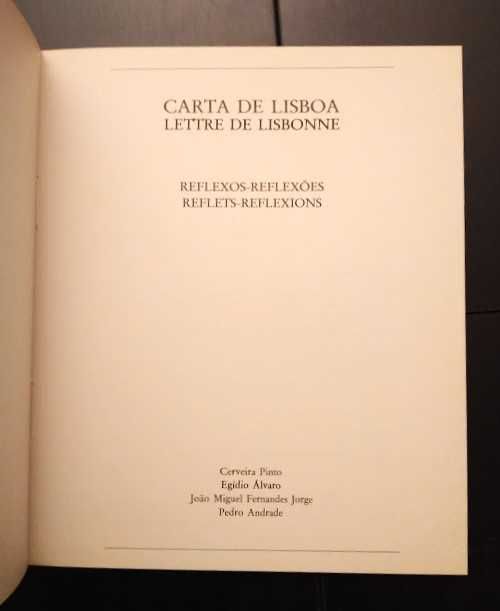 CARTA DE LISBOA
LETTRE DE LISBONNE
REFLEXOS-REFLEXÕES
REFLETS-REFLEXIONS
Cerveira Pinto
Egídio Álvaro
João Miguel Fernandes Jorge
Pedro Andrade